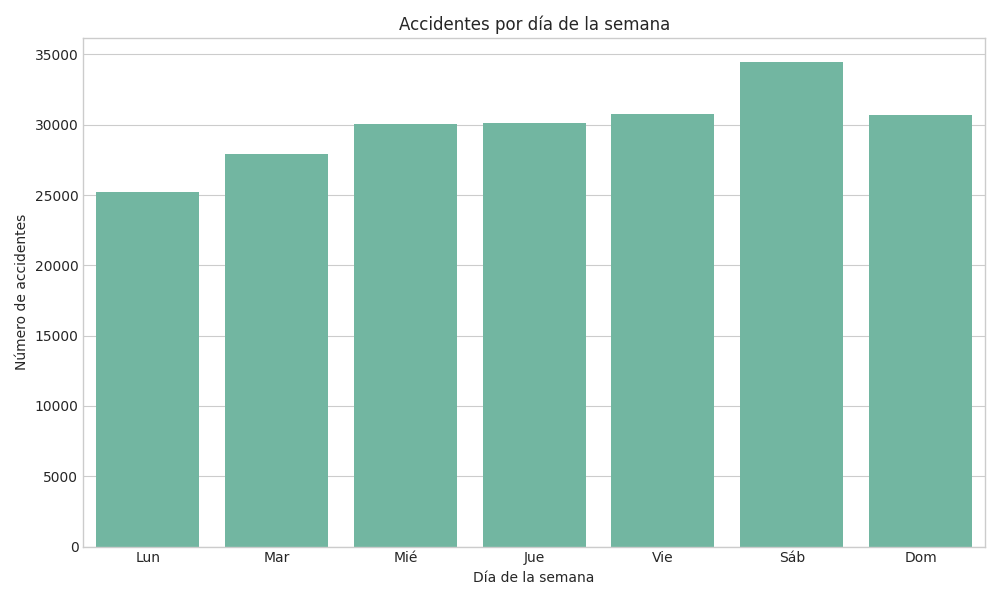 Accidentes por día de la semana
Número de accidentes
35000
30000
25000
20000
15000
10000
5000
0
Lun
Mar
Mié
Jue
Vie
Sáb
Dom
Día de la semana